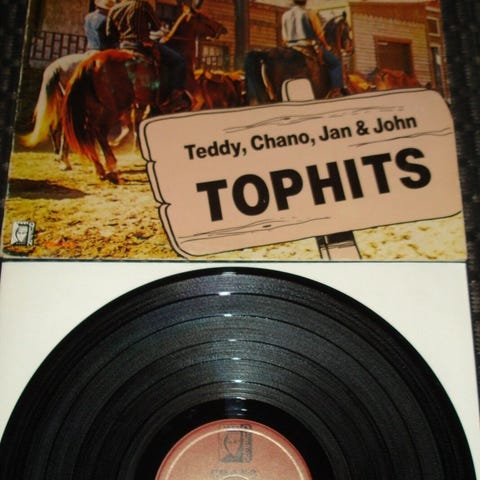 Teddy, Chano, Jan & John
TOPHITS